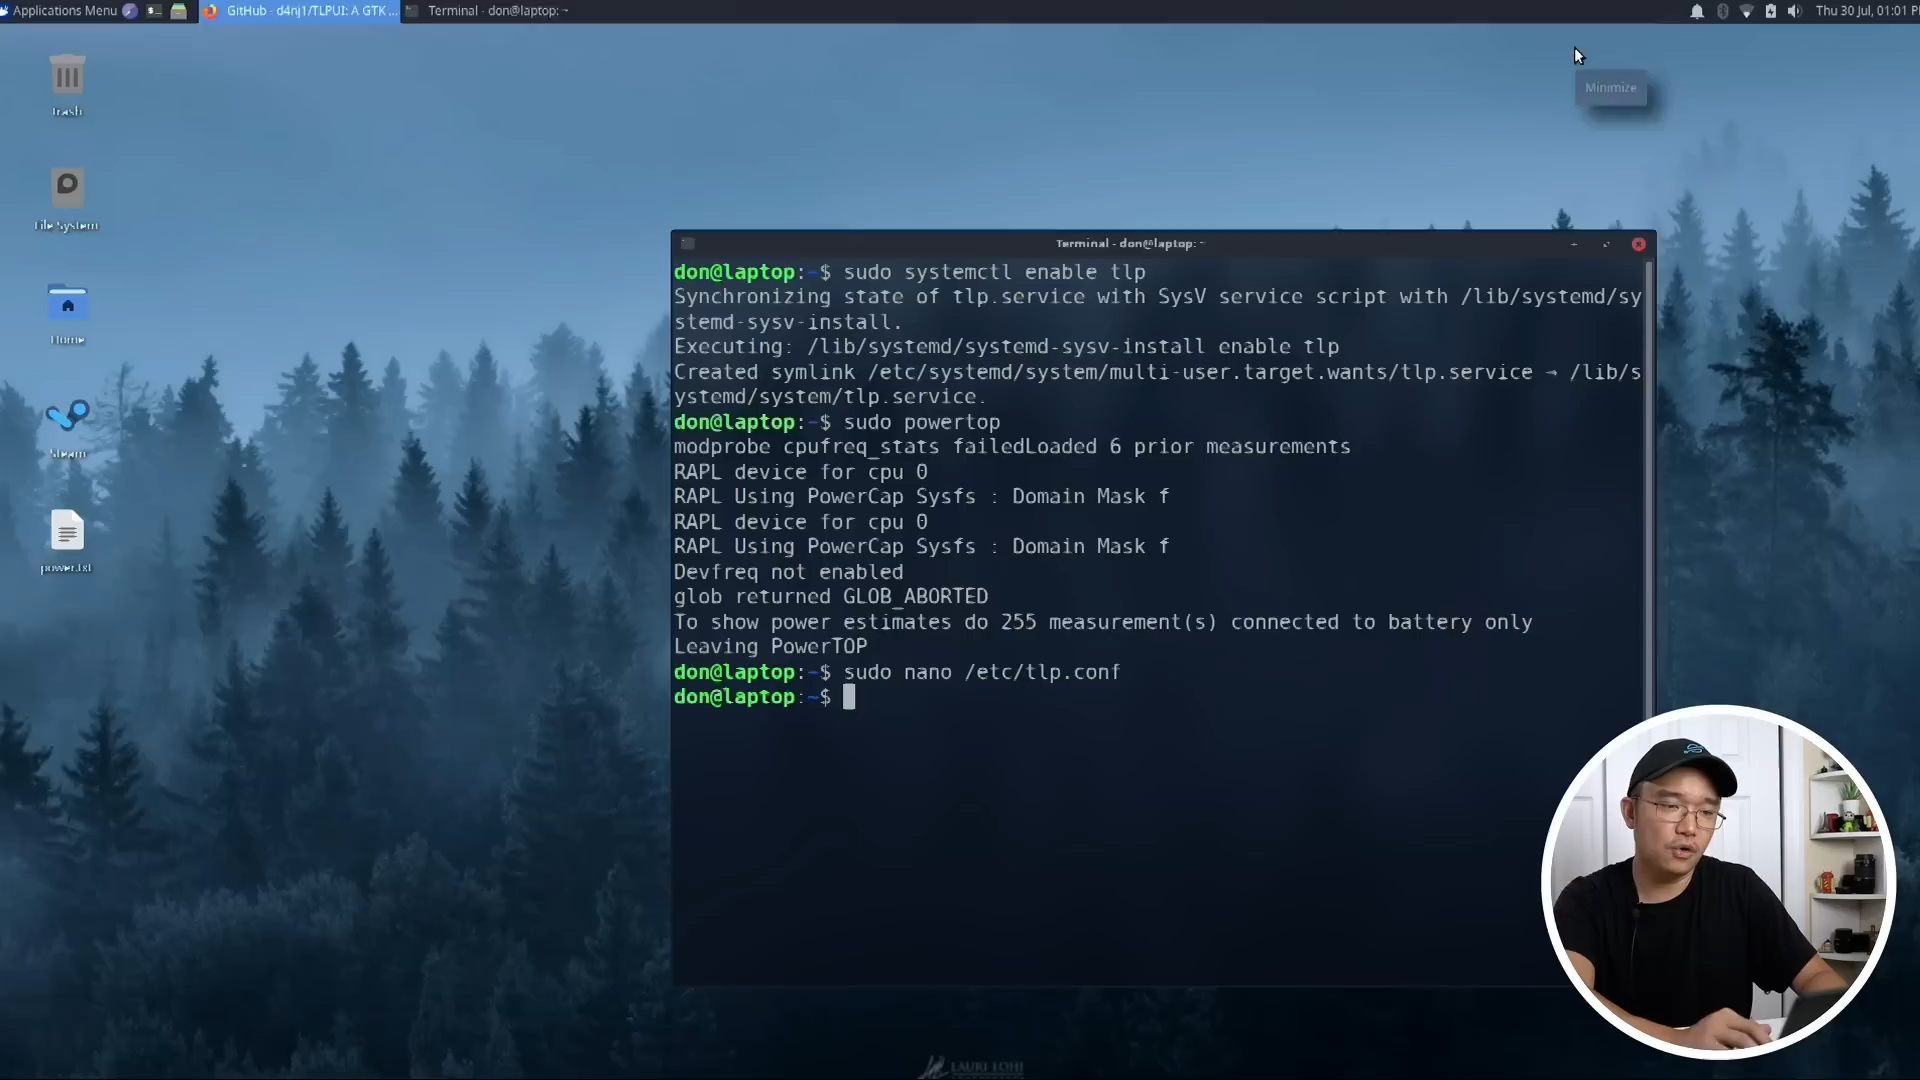 Applications Menu
GitHub - d4nj1/TLPUI: A GTK ...
Terminal - don@laptop: ~
Thu 30 Jul, 01:01 P
Minimize
Trash
File System
Home
Steam
power.txt
Terminal - don@laptop: ~
don@laptop:~$ sudo systemctl enable tlp
Synchronizing state of tlp.service with SysV service script with /lib/systemd/sy
stemd-sysv-install.
Executing: /lib/systemd/systemd-sysv-install enable tlp
Created symlink /etc/systemd/system/multi-user.target.wants/tlp.service → /lib/s
ystemd/system/tlp.service.
don@laptop:~$ sudo powertop
modprobe cpufreq_stats failedLoaded 6 prior measurements
RAPL device for cpu 0
RAPL Using PowerCap Sysfs : Domain Mask f
RAPL device for cpu 0
RAPL Using PowerCap Sysfs : Domain Mask f
Devfreq not enabled
glob returned GLOB_ABORTED
To show power estimates do 255 measurement(s) connected to battery only
Leaving PowerTOP
don@laptop:~$ sudo nano /etc/tlp.conf
don@laptop:~$
LAURI LOHI